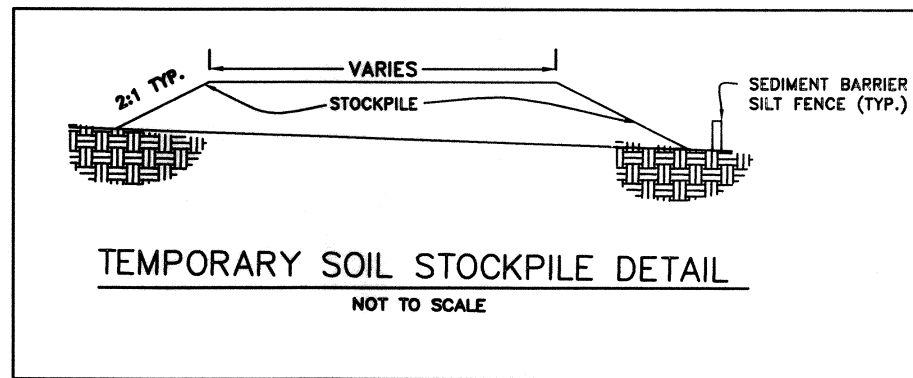 VARIES
2:1 TYP.
STOCKPILE
SEDIMENT BARRIER
SILT FENCE (TYP.)
TEMPORARY SOIL STOCKPILE DETAIL
NOT TO SCALE